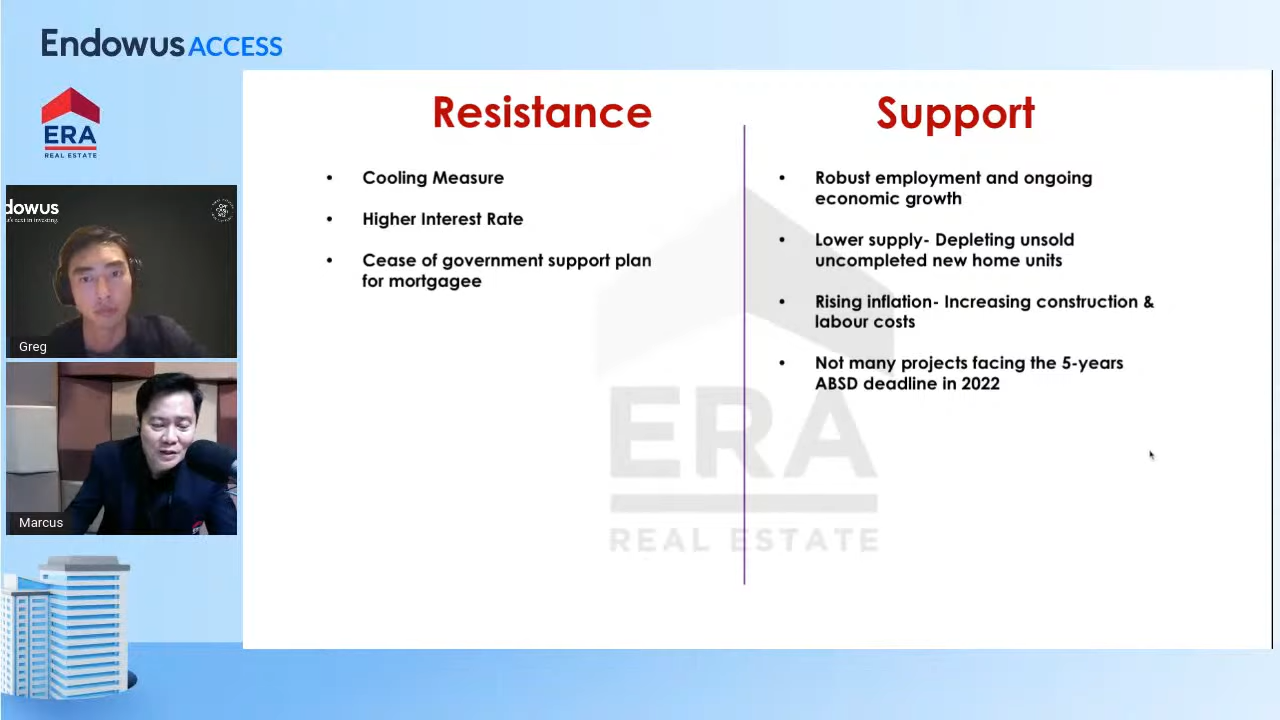 Endowus ACCESS
ERA
REAL ESTATE
Resistance
• Cooling Measure
• Higher Interest Rate
• Cease of government support plan
for mortgagee
Support
• Robust employment and ongoing
economic growth
• Lower supply- Depleting unsold
uncompleted new home units
• Rising inflation- Increasing construction &
labour costs
• Not many projects facing the 5-years
ABSD deadline in 2022
ERA
REAL ESTATE
dowus
Greg
Marcus